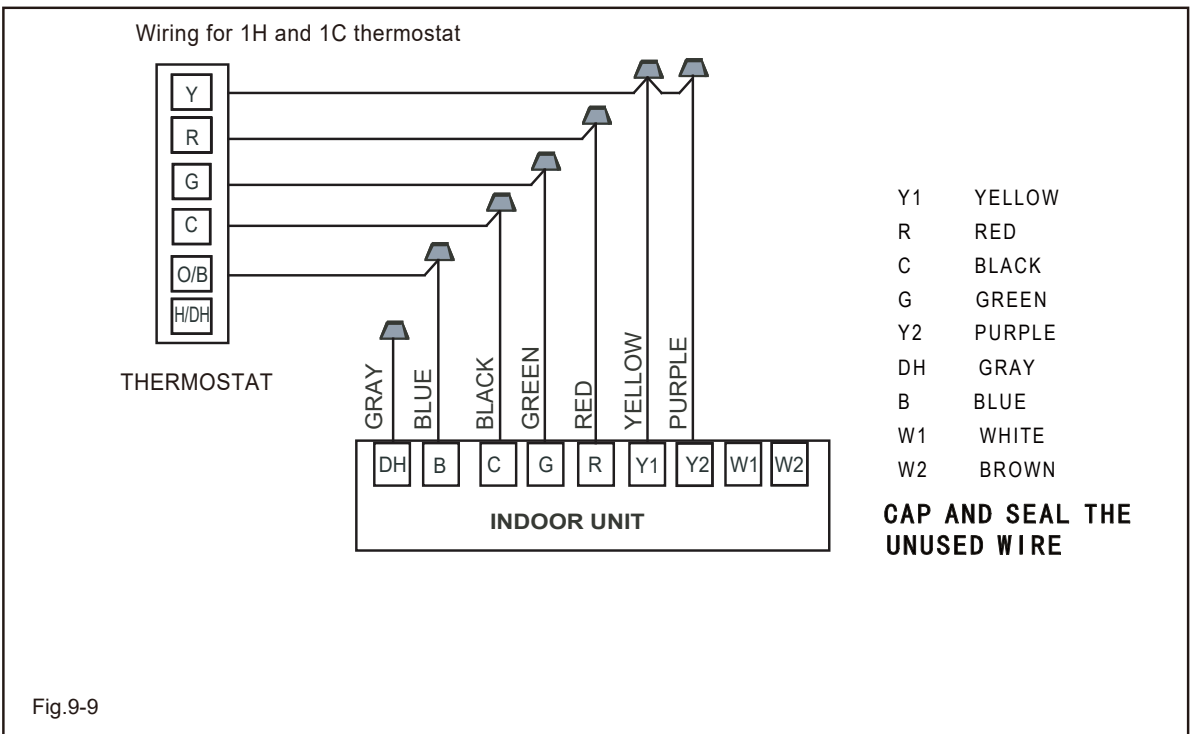 Wiring for 1H and 1C thermostat
Y
R
G
C
O/B
H/DH
THERMOSTAT
GRAY
BLUE
BLACK
GREEN
RED
YELLOW
PURPLE
DH B C G R Y1 Y2 W1 W2
INDOOR UNIT
Y1 YELLOW
R RED
C BLACK
G GREEN
Y2 PURPLE
DH GRAY
B BLUE
W1 WHITE
W2 BROWN
CAP AND SEAL THE
UNUSED WIRE
Fig.9-9